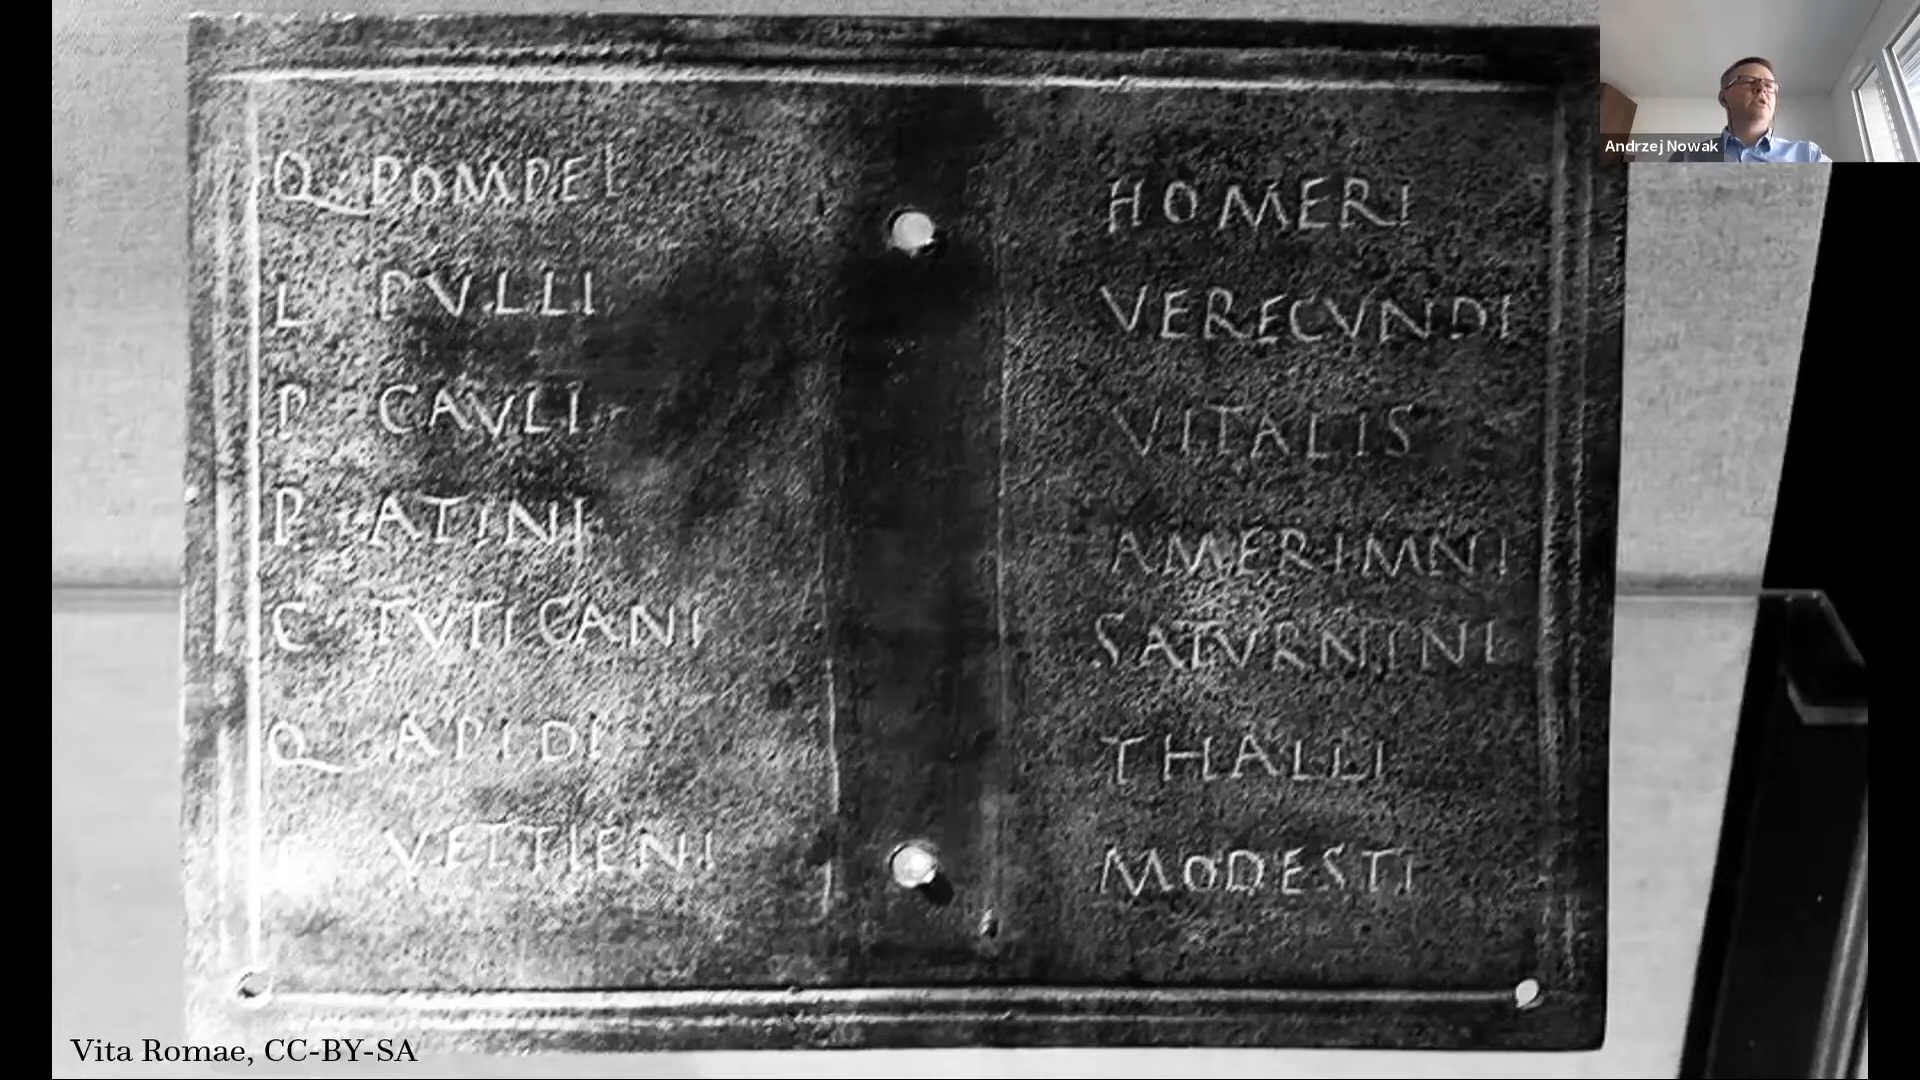 Q POMPEI HOMERI
L PVLLI VERECVNDI
P CAVLI VITALIS
P ATINI AMERIMNI
C TVTICANI SATVRNINI
Q APIDI THALLI
VETTIENI MODESTI
Andrzej Nowak
Vita Romae, CC-BY-SA